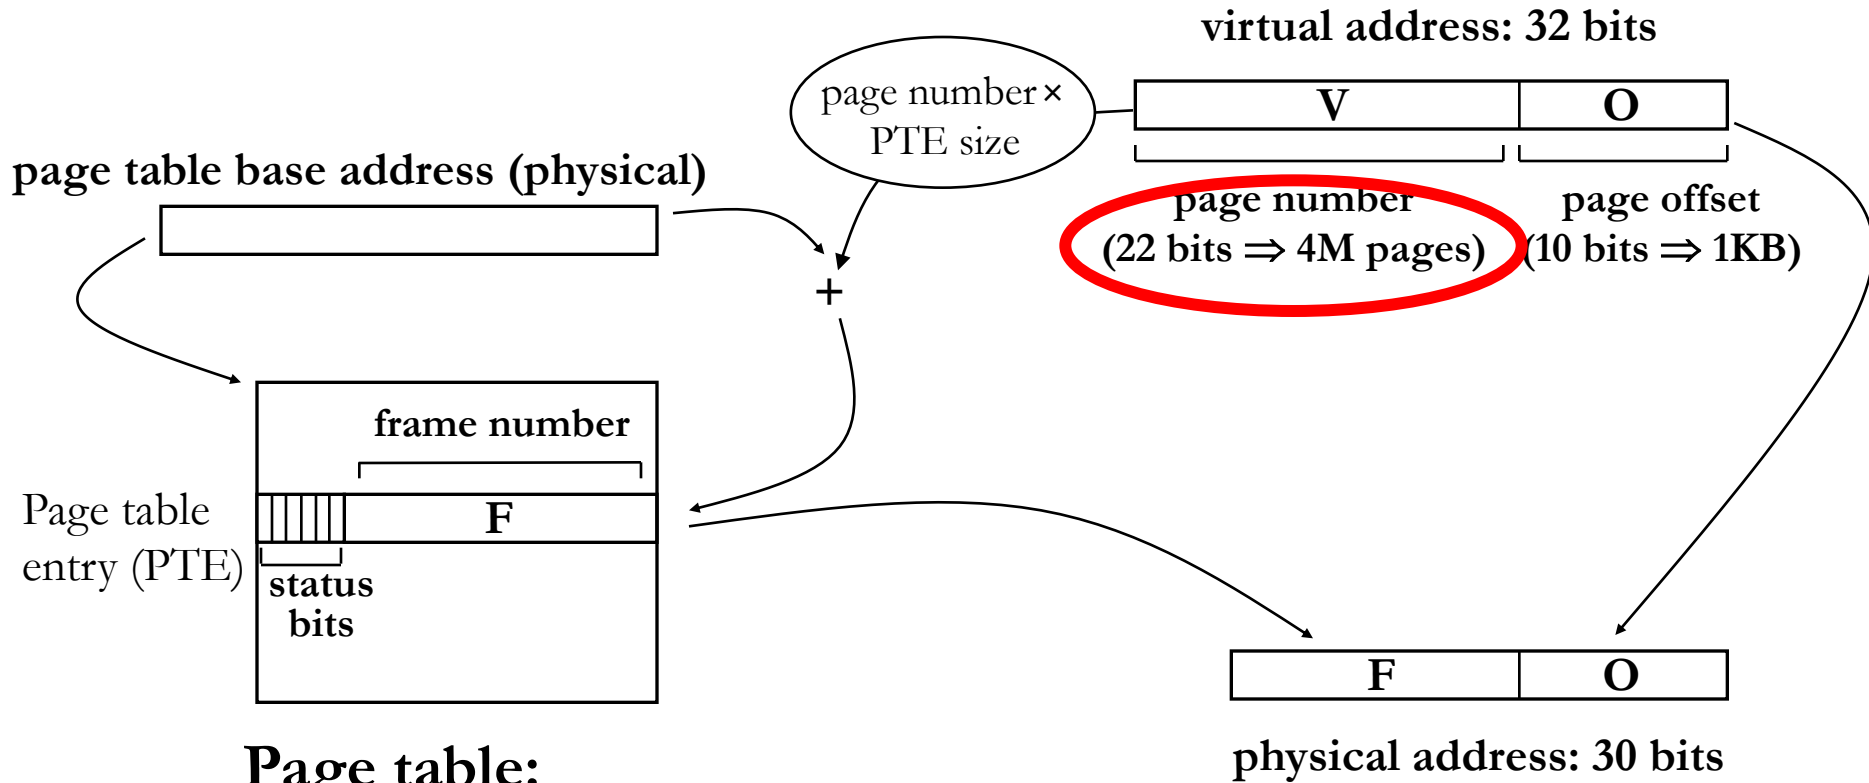 virtual address: 32 bits
page number ×
PTE size
V
O
page table base address (physical)
page number
page offset
(22 bits ⇒ 4M pages)
(10 bits ⇒ 1KB)
+
frame number
Page table
entry (PTE)
F
status
bits
F
O
physical address: 30 bits
Page table: